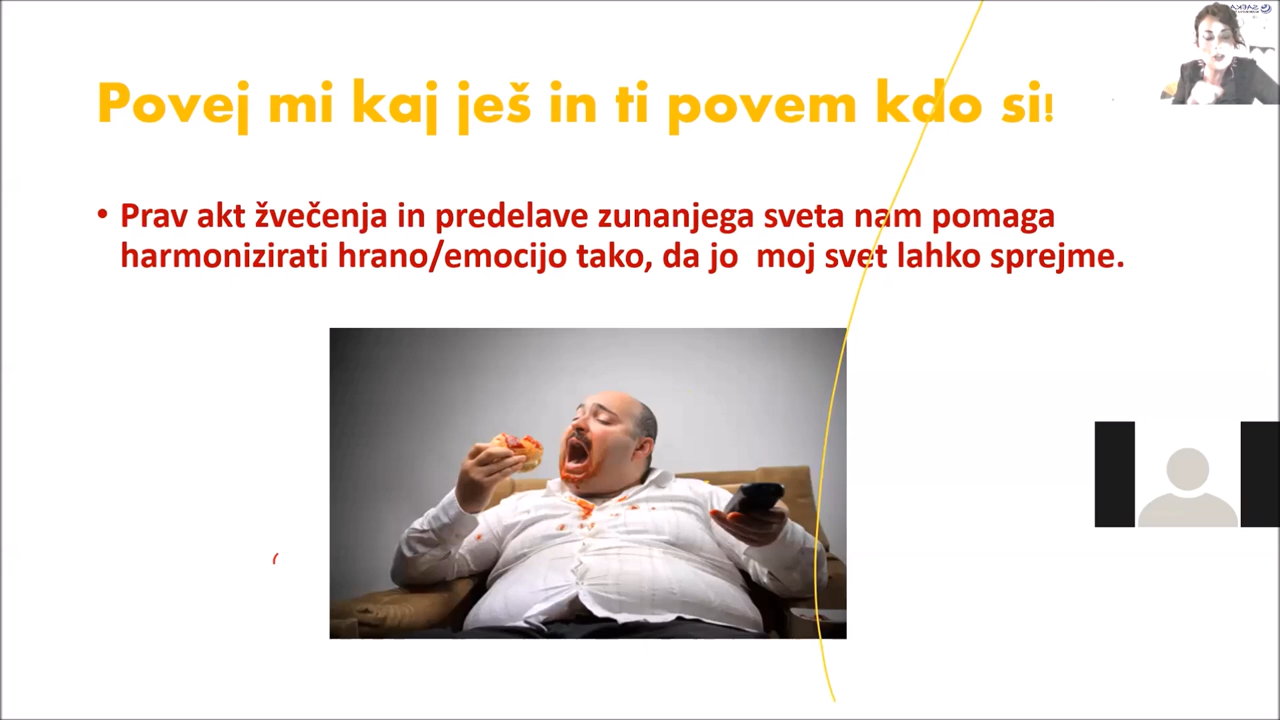 Povej mi kaj ješ in ti povem kdo si!
• Prav akt žvečenja in predelave zunanjega sveta nam pomaga
harmonizirati hrano/emocijo tako, da jo  moj svet lahko sprejme.